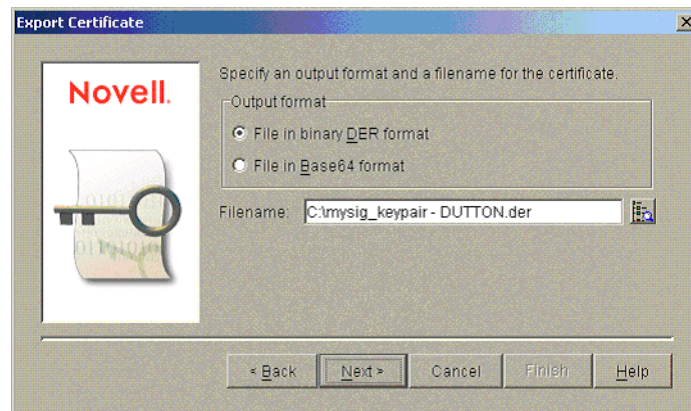 Export Certificate
Novell.
Specify an output format and a filename for the certificate.
Output format
File in binary DER format
File in Base64 format
Filename: C:\mysig_keypair - DUTTON.der
< Back Next > Cancel Finish Help